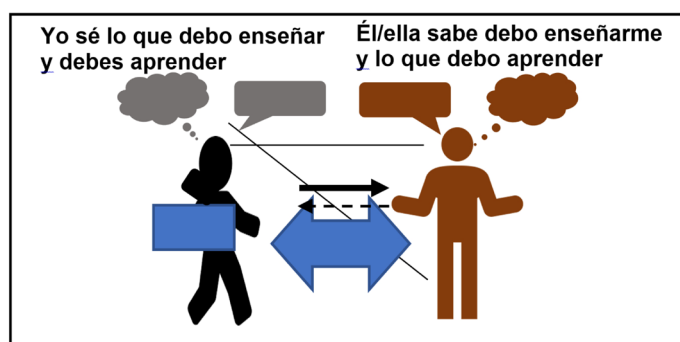 Yo sé lo que debo enseñar
y debes aprender
Él/ella sabe debo enseñarme
y lo que debo aprender